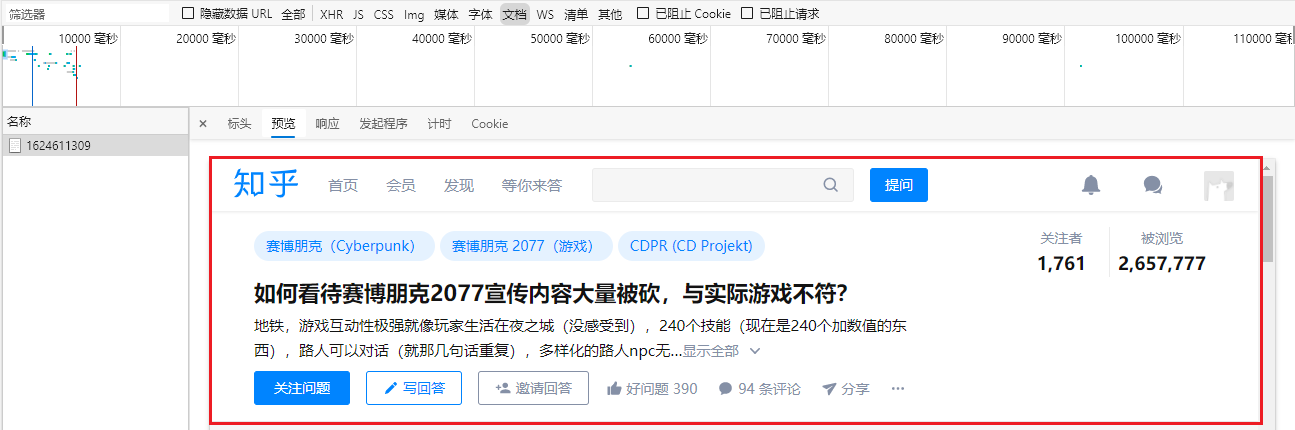 筛选器 隐藏数据 URL 全部 XHR JS CSS Img 媒体 字体 文档 WS 清单 其他 已阻止 Cookie 已阻止请求
10000 毫秒 20000 毫秒 30000 毫秒 40000 毫秒 50000 毫秒 60000 毫秒 70000 毫秒 80000 毫秒 90000 毫秒 100000 毫秒 110000 毫秒
名称 × 标头 预览 响应 发起程序 计时 Cookie
1624611309
知乎 首页 会员 发现 等你来答 提问
赛博朋克（Cyberpunk） 赛博朋克 2077（游戏） CDPR (CD Projekt) 关注者 被浏览
1,761 2,657,777
如何看待赛博朋克2077宣传内容大量被砍，与实际游戏不符？
地铁，游戏互动性极强就像玩家生活在夜之城（没感受到），240个技能（现在是240个加数值的东
西），路人可以对话（就那几句话重复），多样化的路人npc无...显示全部
关注问题 写回答 邀请回答 好问题 390 94 条评论 分享 ...